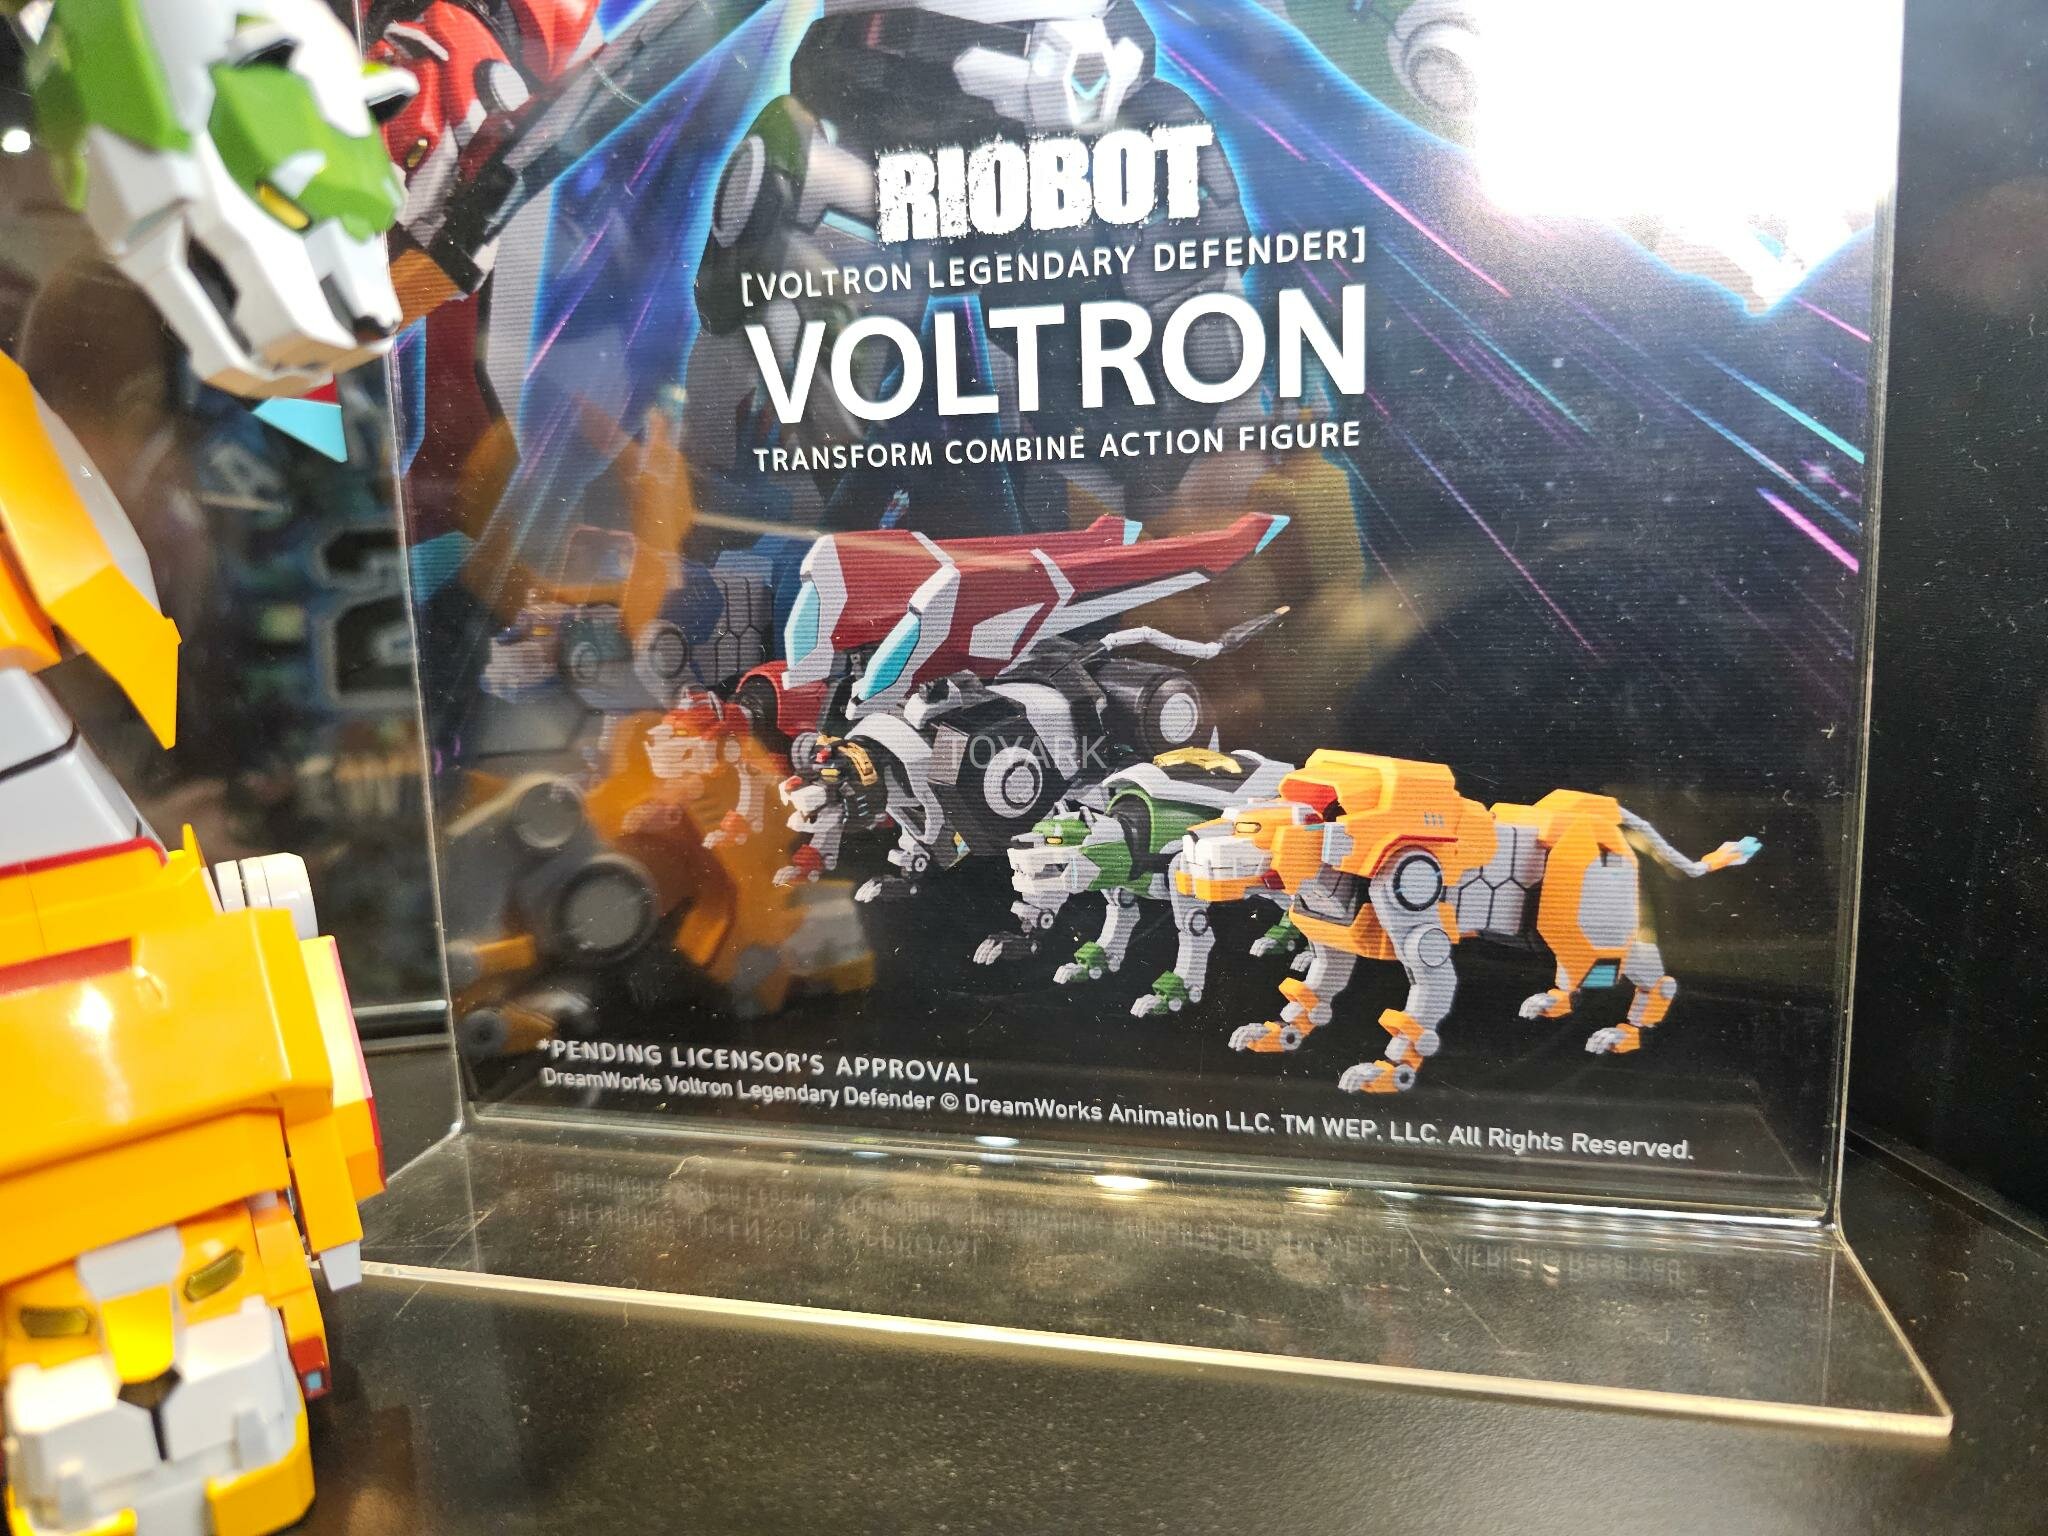 RIOBOT
[VOLTRON LEGENDARY DEFENDER]
VOLTRON
TRANSFORM COMBINE ACTION FIGURE
TOYARK
*PENDING LICENSOR'S APPROVAL
DreamWorks Voltron Legendary Defender © DreamWorks Animation LLC. TM WEP. LLC. All Rights Reserved.